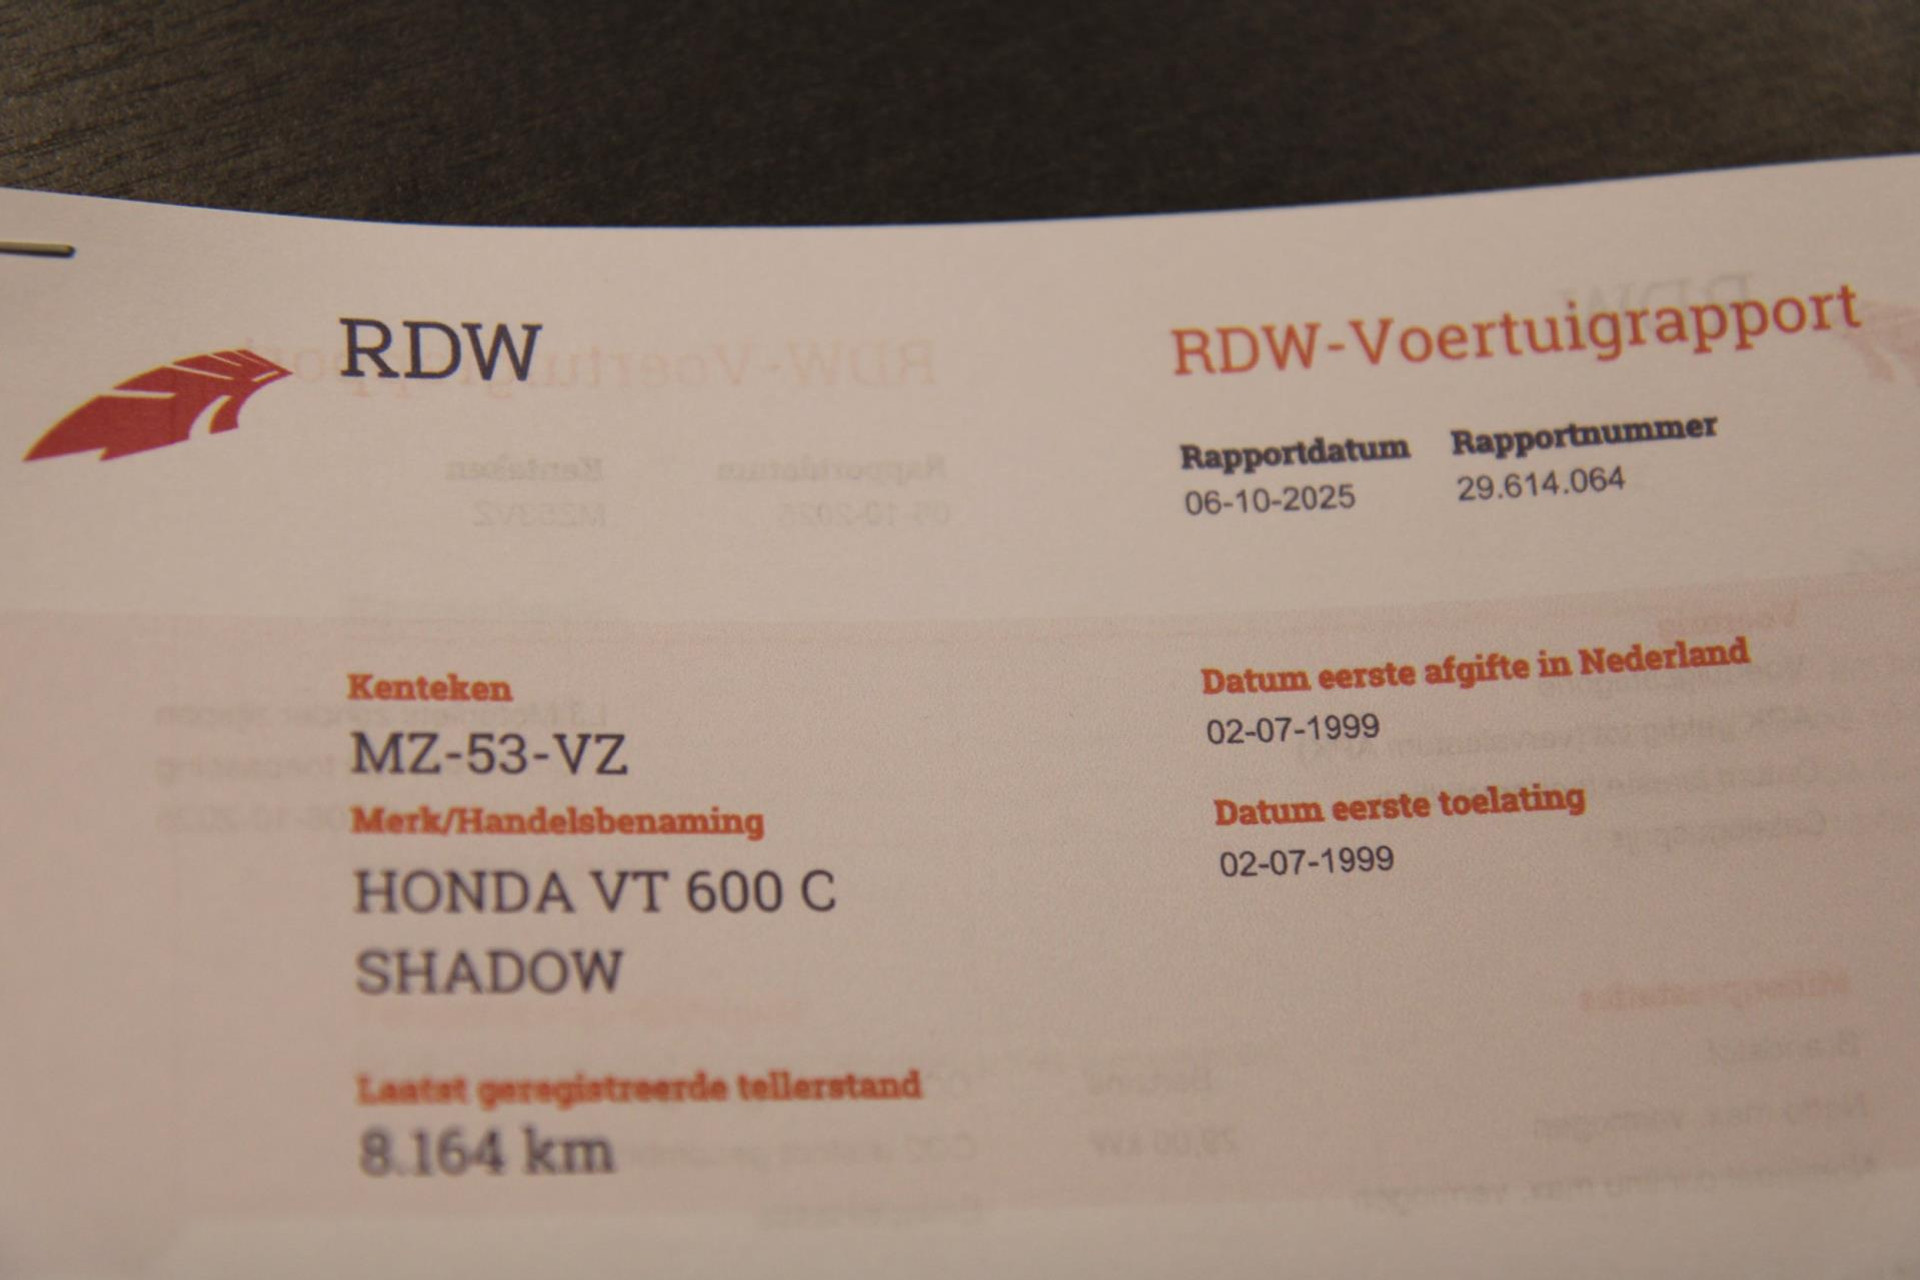 RDW
RDW-Voertuigrapport
Rapportdatum Rapportnummer
06-10-2025 29.614.064
Kenteken
MZ-53-VZ
Merk/Handelsbenaming
HONDA VT 600 C
SHADOW
Laatst geregistreerde tellerstand
8.164 km
Datum eerste afgifte in Nederland
02-07-1999
Datum eerste toelating
02-07-1999